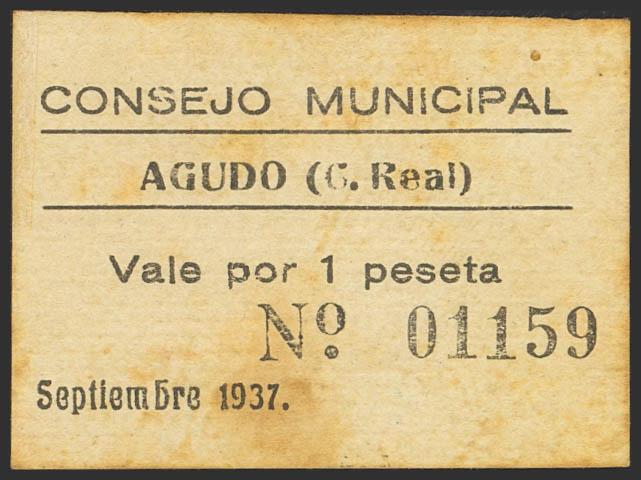 CONSEJO MUNICIPAL
AGUDO (C. Real)
Vale por 1 peseta
Nº. 01159
Septiembre 1937.